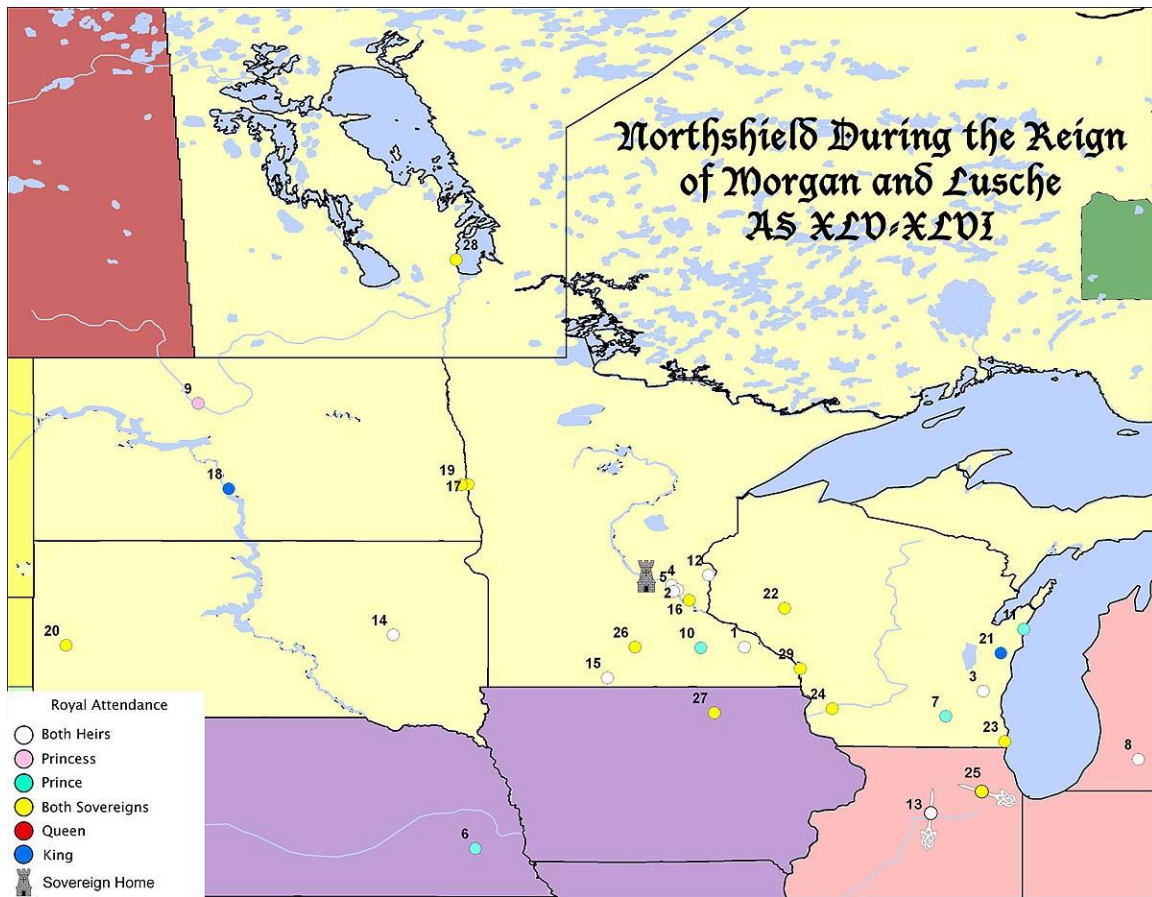 Northshield During the Reign
of Morgan and Lusche
AS XLV-XLVI
28
9
18
19
17
12
4
5
2
16
22
11
14
20
26
10
1
21
15
29
3
27
24
7
23
8
25
13
6
Royal Attendance
Both Heirs
Princess
Prince
Both Sovereigns
Queen
King
Sovereign Home